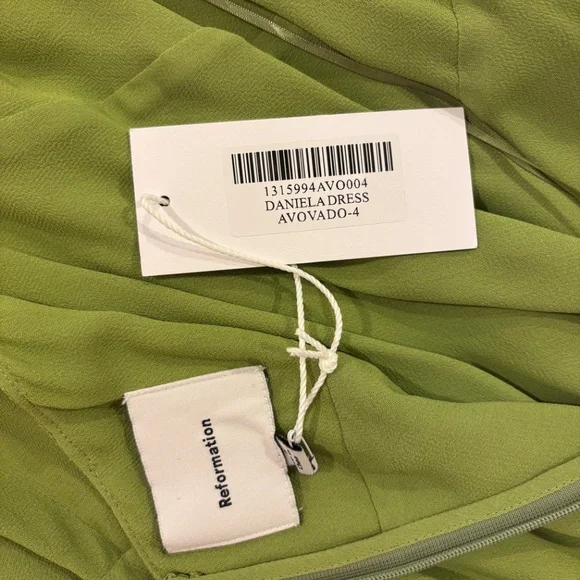 1315994AVO004
DANIELA DRESS
AVOVADO-4
Reformation